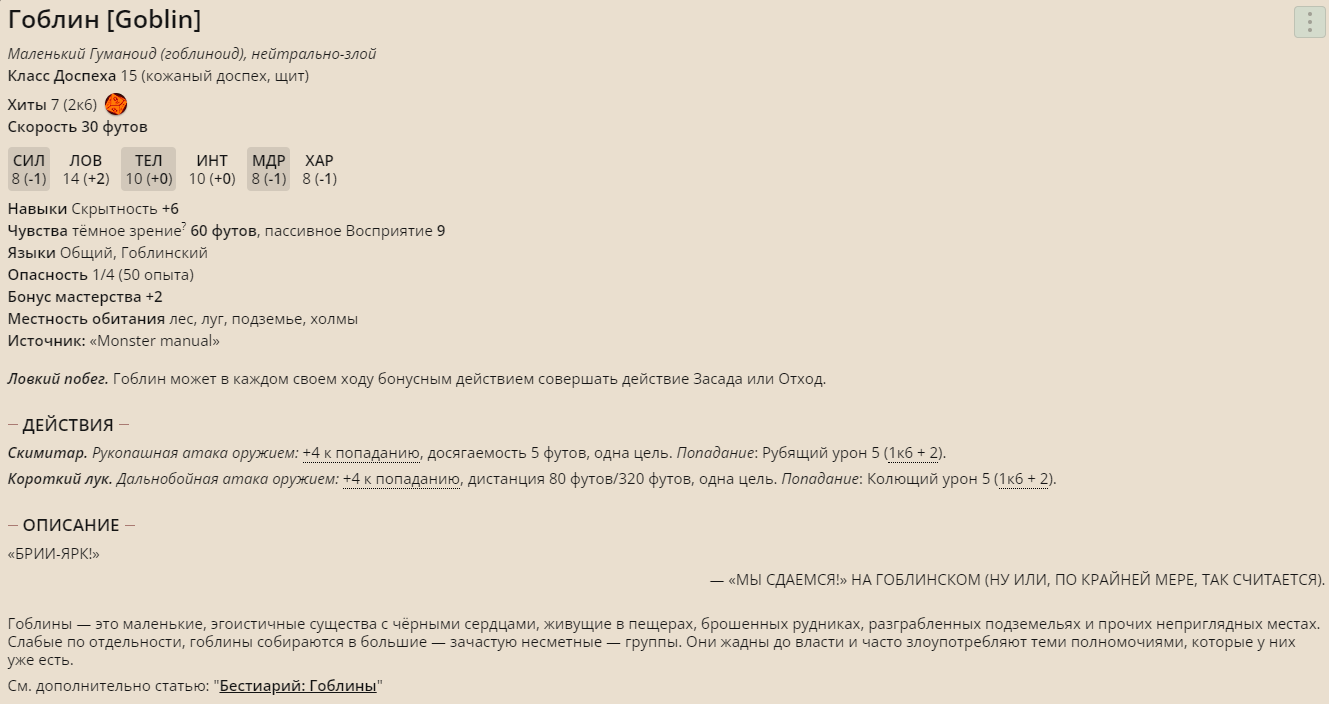 Гоблин [Goblin]
Маленький Гуманоид (гоблиноид), нейтрально-злой
Класс Доспеха 15 (кожаный доспех, щит)
Хиты 7 (2к6)
Скорость 30 футов
СИЛ ЛОВ ТЕЛ ИНТ МДР ХАР
8 (-1) 14 (+2) 10 (+0) 10 (+0) 8 (-1) 8 (-1)
Навыки Скрытность +6
Чувства тёмное зрение? 60 футов, пассивное Восприятие 9
Языки Общий, Гоблинский
Опасность 1/4 (50 опыта)
Бонус мастерства +2
Местность обитания лес, луг, подземье, холмы
Источник: «Monster manual»
Ловкий побег. Гоблин может в каждом своем ходу бонусным действием совершать действие Засада или Отход.
— ДЕЙСТВИЯ —
Скимитар. Рукопашная атака оружием: +4 к попаданию, досягаемость 5 футов, одна цель. Попадание: Рубящий урон 5 (1к6 + 2).
Короткий лук. Дальнобойная атака оружием: +4 к попаданию, дистанция 80 футов/320 футов, одна цель. Попадание: Колющий урон 5 (1к6 + 2).
— ОПИСАНИЕ —
«БРИИ-ЯРК!»
— «МЫ СДАЕМСЯ!» НА ГОБЛИНСКОМ (НУ ИЛИ, ПО КРАЙНЕЙ МЕРЕ, ТАК СЧИТАЕТСЯ).
Гоблины — это маленькие, эгоистичные существа с чёрными сердцами, живущие в пещерах, брошенных рудниках, разграбленных подземельях и прочих неприглядных местах.
Слабые по отдельности, гоблины собираются в большие — зачастую несметные — группы. Они жадны до власти и часто злоупотребляют теми полномочиями, которые у них
уже есть.
См. дополнительно статью: "Бестиарий: Гоблины"